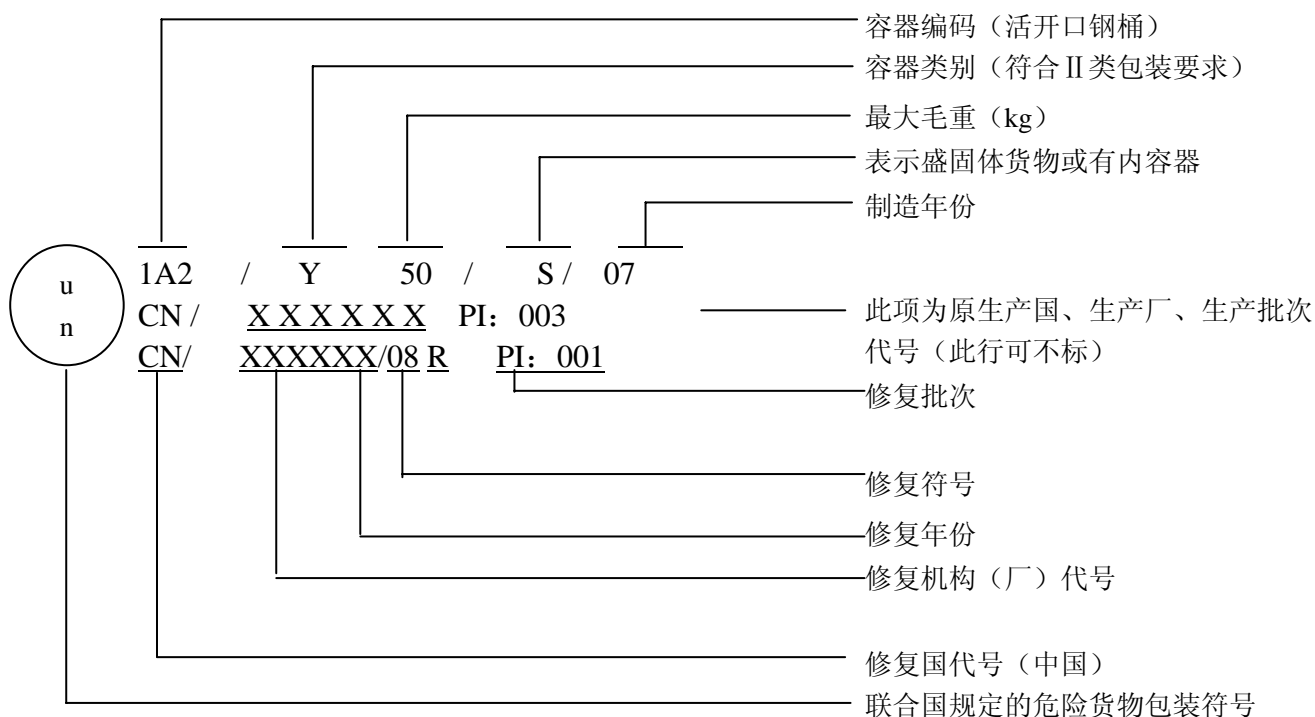 容器编码（活开口钢桶）
容器类别（符合Ⅱ类包装要求）
最大毛重（kg）
表示盛固体货物或有内容器
制造年份
u
n
1A2 / Y 50 / S / 07
CN / X X X X X X PI：003
CN/ XXXXXX/08 R PI：001
此项为原生产国、生产厂、生产批次
代号（此行可不标）
修复批次
修复符号
修复年份
修复机构（厂）代号
修复国代号（中国）
联合国规定的危险货物包装符号